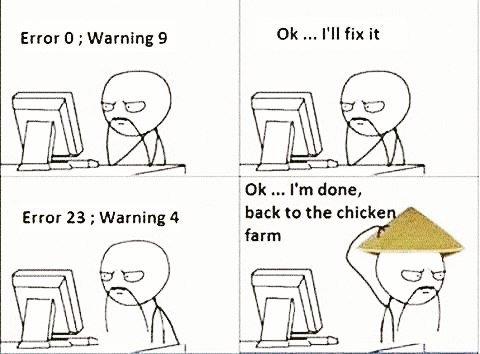 Error 0 ; Warning 9
Ok ... I'll fix it
Error 23 ; Warning 4
Ok ... I'm done,
back to the chicken
farm